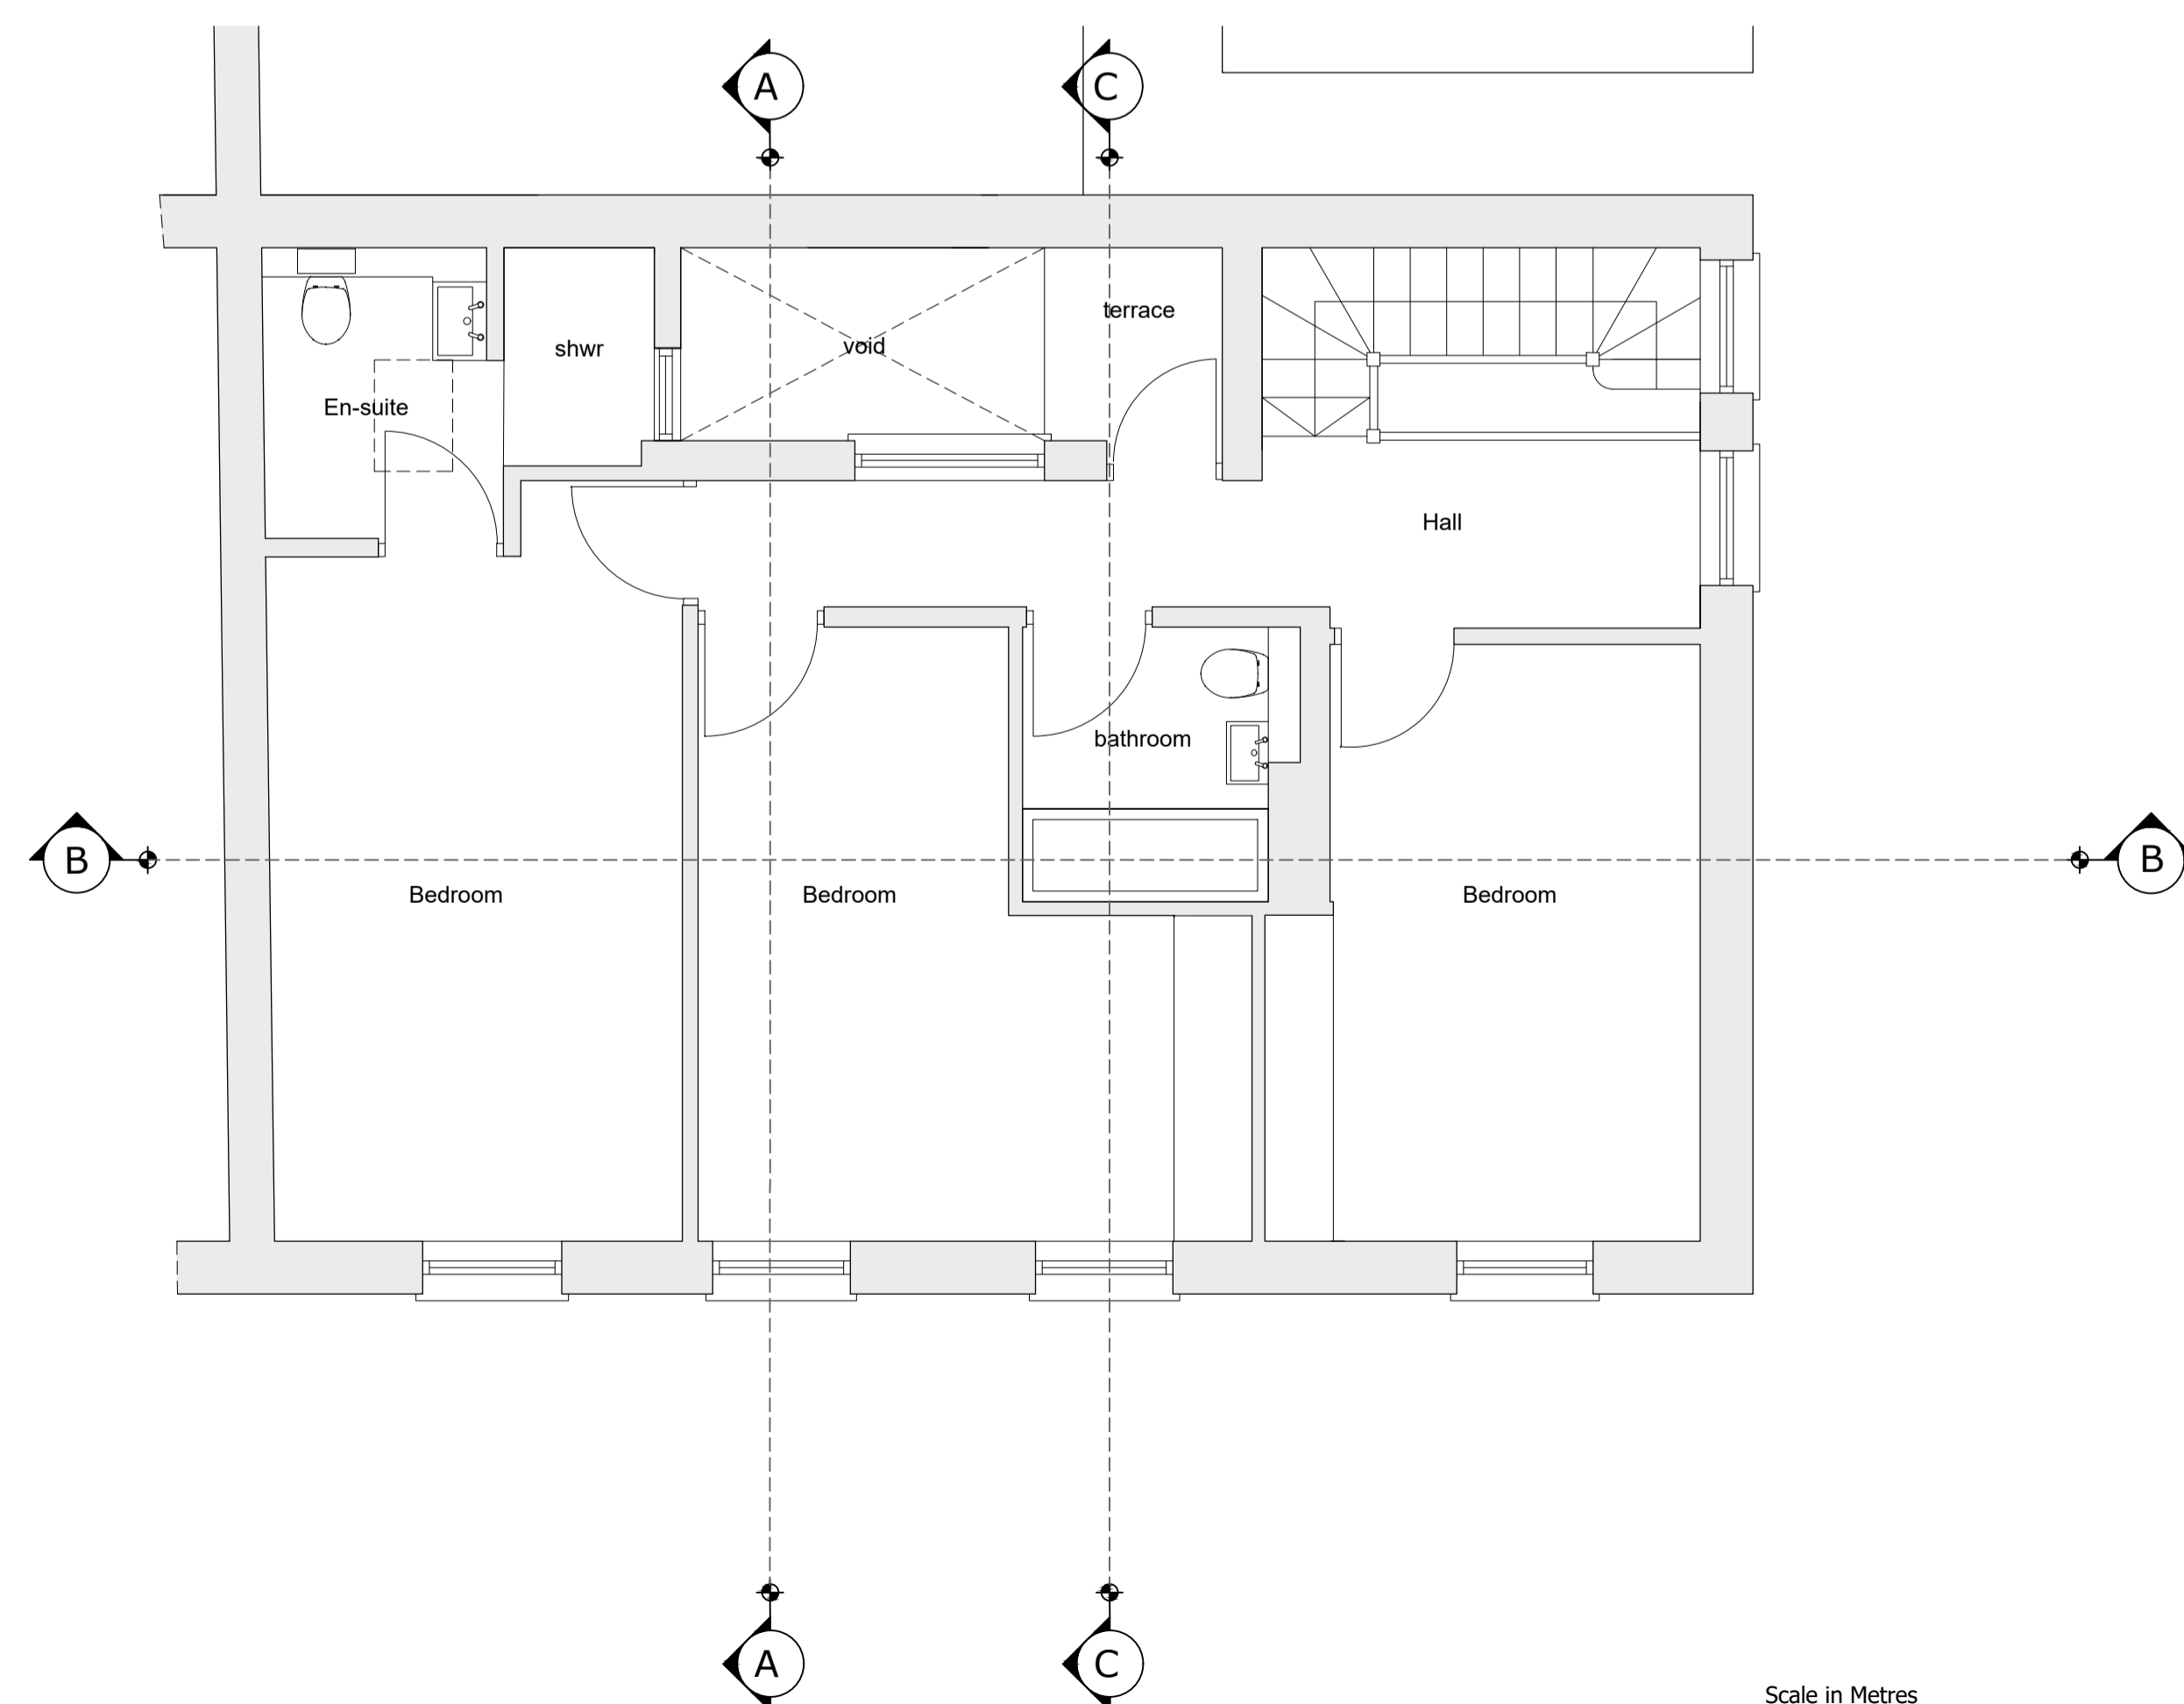 A
C
terrace
void
shwr
En-suite
Hall
bathroom
B
B
Bedroom
Bedroom
Bedroom
A
C
Scale in Metres